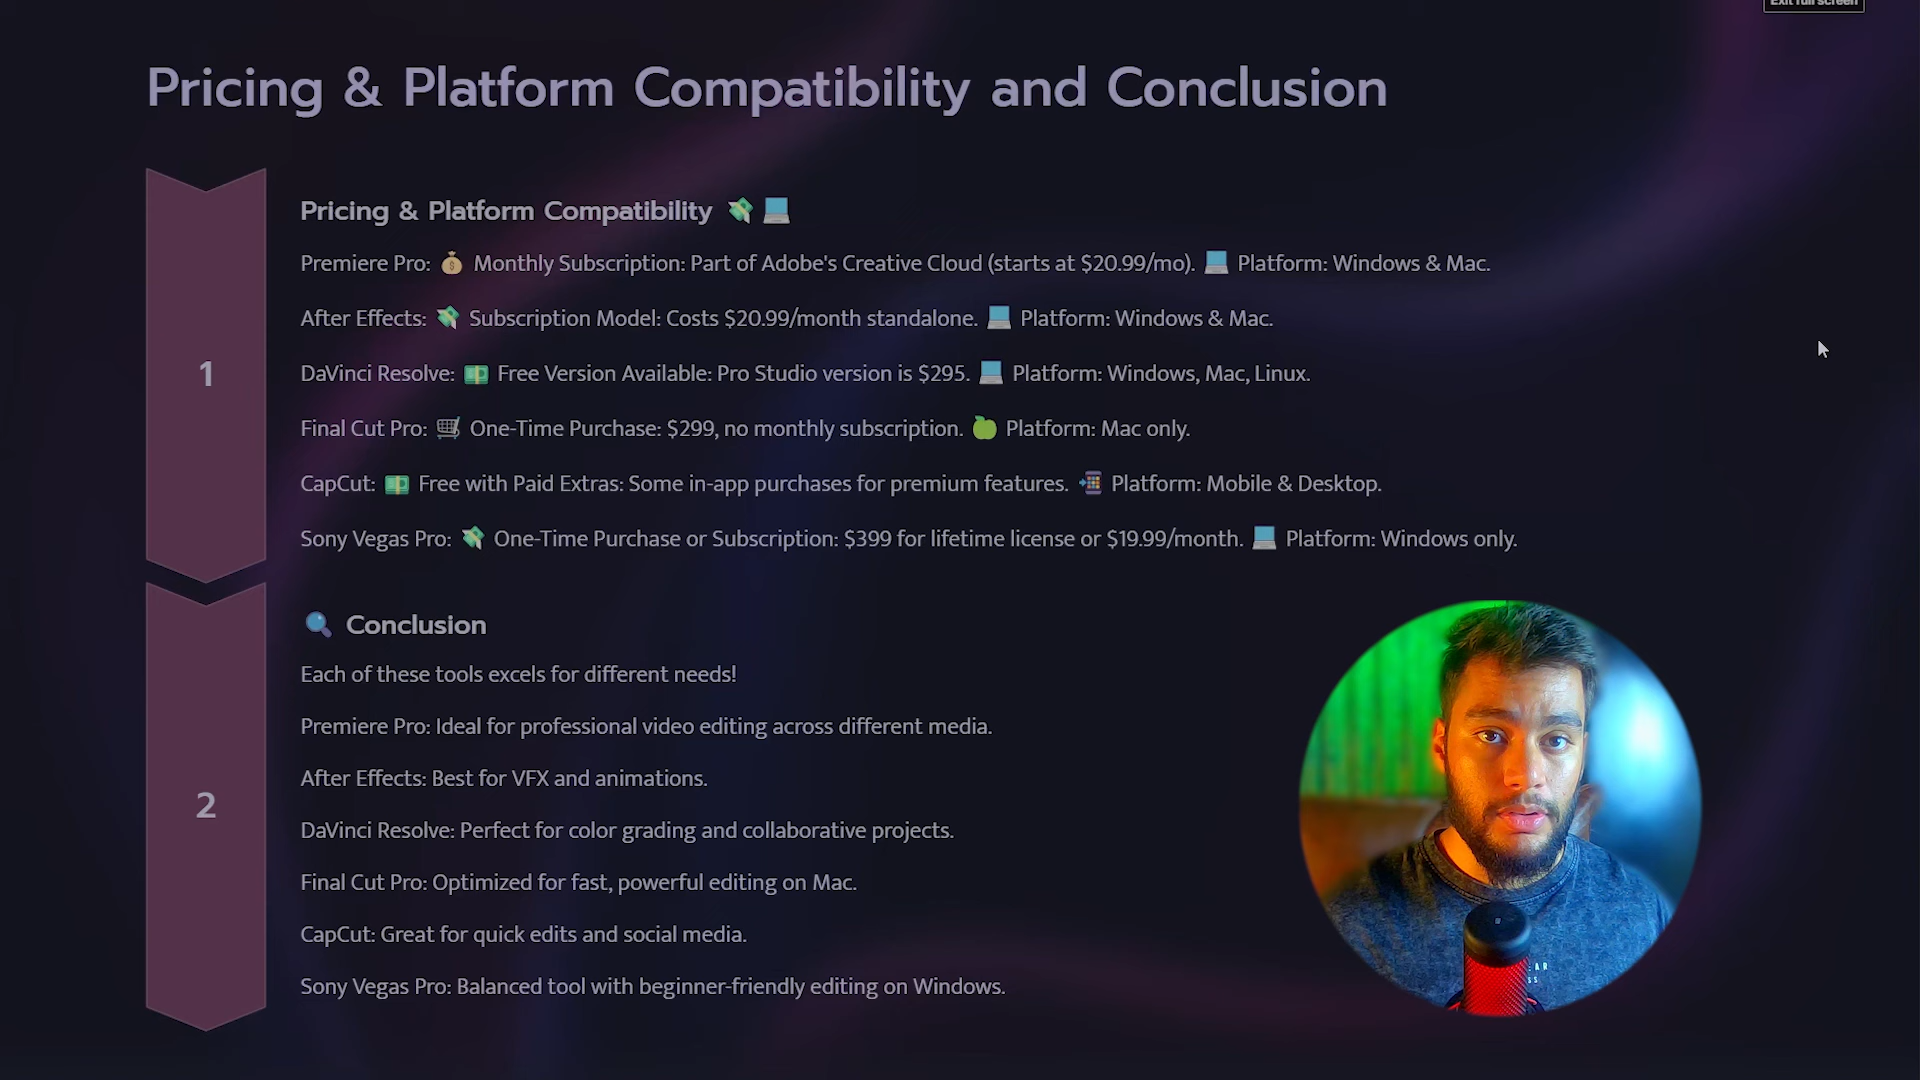 Exit full screen
Pricing & Platform Compatibility and Conclusion
1
Pricing & Platform Compatibility 💸 💻
Premiere Pro: 💰 Monthly Subscription: Part of Adobe's Creative Cloud (starts at $20.99/mo). 💻 Platform: Windows & Mac.
After Effects: 💸 Subscription Model: Costs $20.99/month standalone. 💻 Platform: Windows & Mac.
DaVinci Resolve: 💵 Free Version Available: Pro Studio version is $295. 💻 Platform: Windows, Mac, Linux.
Final Cut Pro: 🛒 One-Time Purchase: $299, no monthly subscription. 🍏 Platform: Mac only.
CapCut: 💵 Free with Paid Extras: Some in-app purchases for premium features. 📲 Platform: Mobile & Desktop.
Sony Vegas Pro: 💸 One-Time Purchase or Subscription: $399 for lifetime license or $19.99/month. 💻 Platform: Windows only.
2
🔍 Conclusion
Each of these tools excels for different needs!
Premiere Pro: Ideal for professional video editing across different media.
After Effects: Best for VFX and animations.
DaVinci Resolve: Perfect for color grading and collaborative projects.
Final Cut Pro: Optimized for fast, powerful editing on Mac.
CapCut: Great for quick edits and social media.
Sony Vegas Pro: Balanced tool with beginner-friendly editing on Windows.